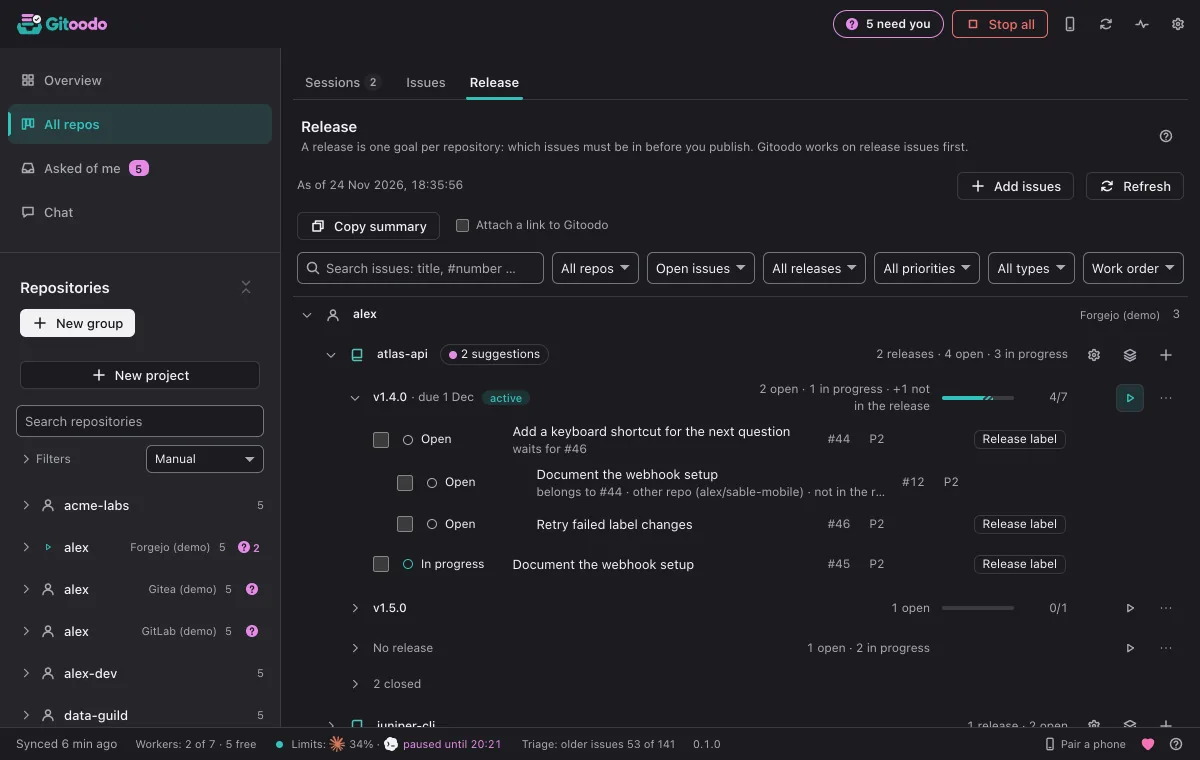 Gitoodo
5 need you
Stop all
Overview
All repos
Asked of me 5
Chat
Repositories
New group
New project
Search repositories
Filters
Manual
acme-labs 5
alex Forgejo (demo) 5 ? 2
alex Gitea (demo) 5 ?
alex GitLab (demo) 5 ?
alex-dev 5
data-guild 5
Sessions 2 Issues Release
Release
A release is one goal per repository: which issues must be in before you publish. Gitoodo works on release issues first.
As of 24 Nov 2026, 18:35:56
Add issues
Refresh
Copy summary
Attach a link to Gitoodo
Search issues: title, #number ...
All repos
Open issues
All releases
All priorities
All types
Work order
alex Forgejo (demo) 3
atlas-api 2 suggestions 2 releases · 4 open · 3 in progress
v1.4.0 · due 1 Dec active 2 open · 1 in progress · +1 not
in the release
4/7
Open Add a keyboard shortcut for the next question #44 P2 Release label
waits for #46
Open Document the webhook setup #12 P2
belongs to #44 · other repo (alex/sable-mobile) · not in the r...
Open Retry failed label changes #46 P2 Release label
In progress Document the webhook setup #45 P2 Release label
v1.5.0 1 open 0/1
No release 1 open · 2 in progress
2 closed
juniper-cli 1 release · 2 open
Synced 6 min ago Workers: 2 of 7 · 5 free Limits: 34% · paused until 20:21 Triage: older issues 53 of 141 0.1.0 Pair a phone